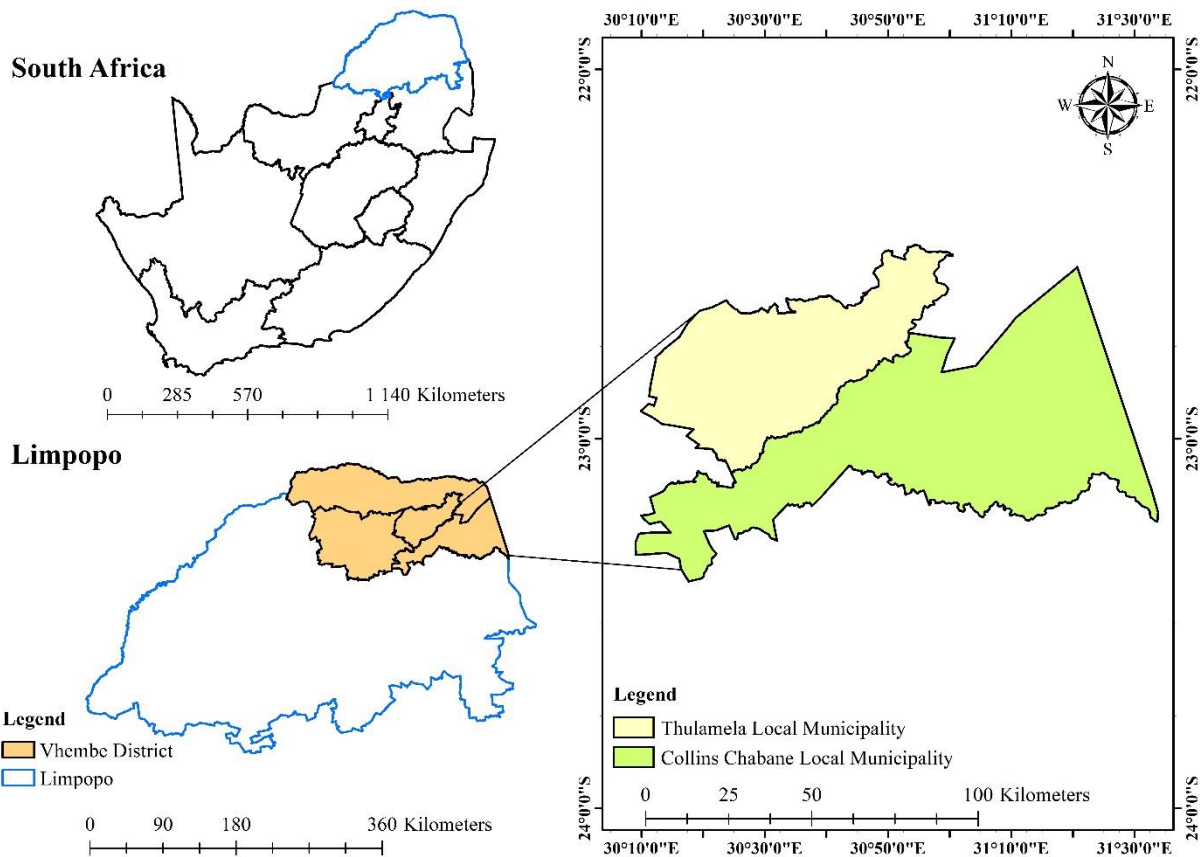 South Africa
0 285 570 1 140 Kilometers
Limpopo
Legend
Vhembe District
Limpopo
0 90 180 360 Kilometers
30°10'0"E 30°30'0"E 30°50'0"E 31°10'0"E 31°30'0"E
22°0'0"S 22°0'0"S
N
W E
S
23°0'0"S 23°0'0"S
Legend
Thulamela Local Municipality
Collins Chabane Local Municipality
0 25 50 100 Kilometers
24°0'0"S 24°0'0"S
30°10'0"E 30°30'0"E 30°50'0"E 31°10'0"E 31°30'0"E